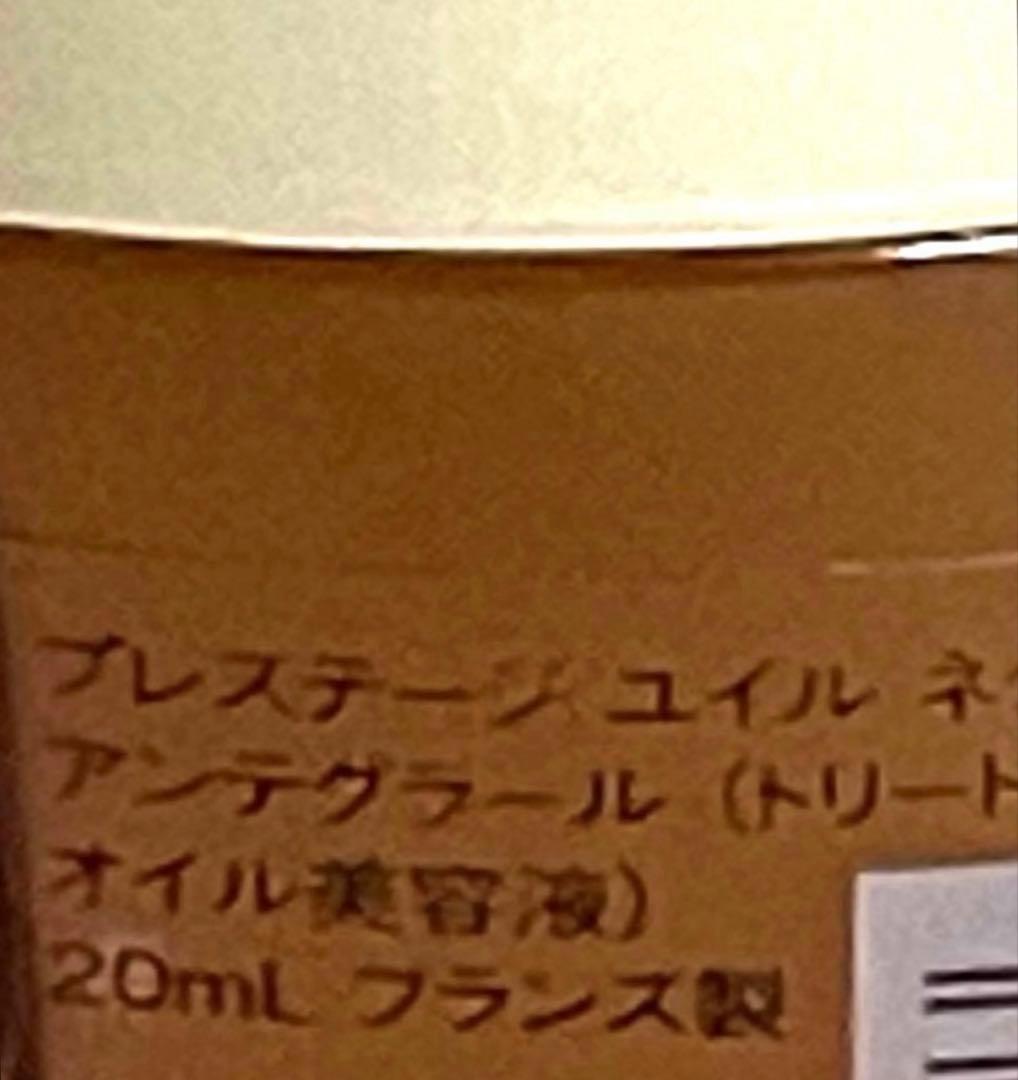 プレステージ ユイル ネ
アンテグラール (トリート
オイル美容液)
20mL フランス製